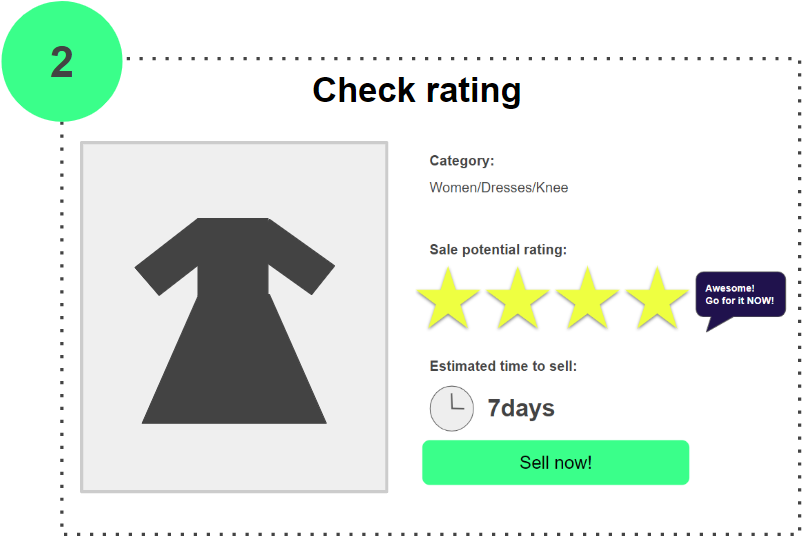 2
Check rating
Category:
Women/Dresses/Knee
Sale potential rating:
Awesome!
Go for it NOW!
Estimated time to sell:
7days
Sell now!